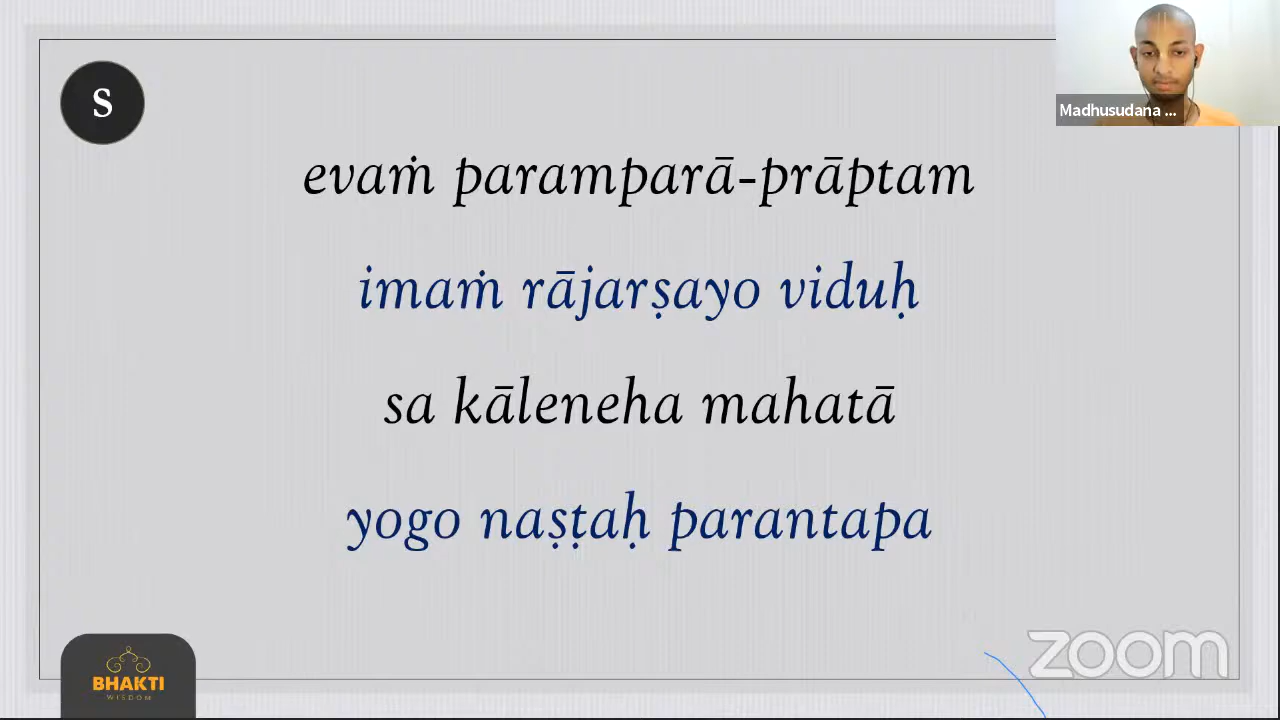 S
Madhusudana ...
evaṁ paramparā-prāptam
imaṁ rājarṣayo viduḥ
sa kāleneha mahatā
yogo naṣṭaḥ parantapa
BHAKTI
WISDOM
zoom